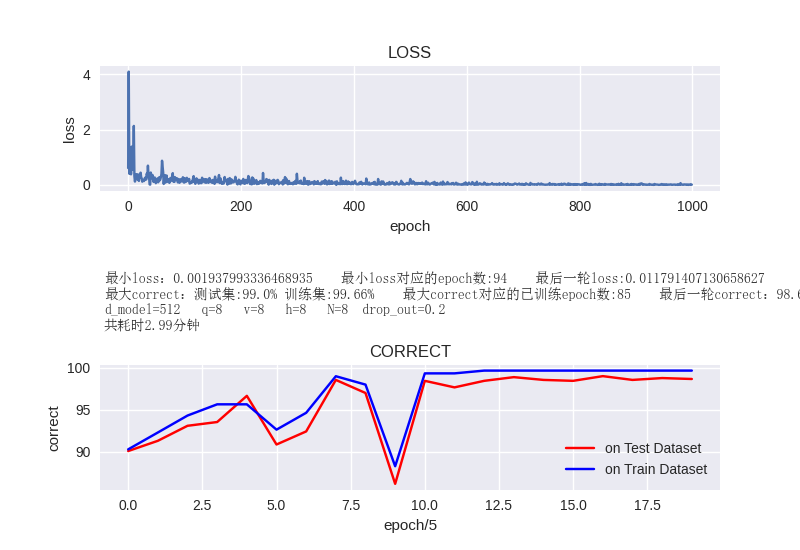 LOSS
4
2
0
loss
0 200 400 600 800 1000
epoch
最小loss: 0.001937993336468935 最小loss对应的epoch数:94 最后一轮loss:0.011791407130658627
最大correct: 测试集:99.0% 训练集:99.66% 最大correct对应的已训练epoch数:85 最后一轮correct: 98.6
d_model=512 q=8 v=8 h=8 N=8 drop_out=0.2
共耗时2.99分钟
CORRECT
100
95
90
correct
on Test Dataset
on Train Dataset
0.0 2.5 5.0 7.5 10.0 12.5 15.0 17.5
epoch/5